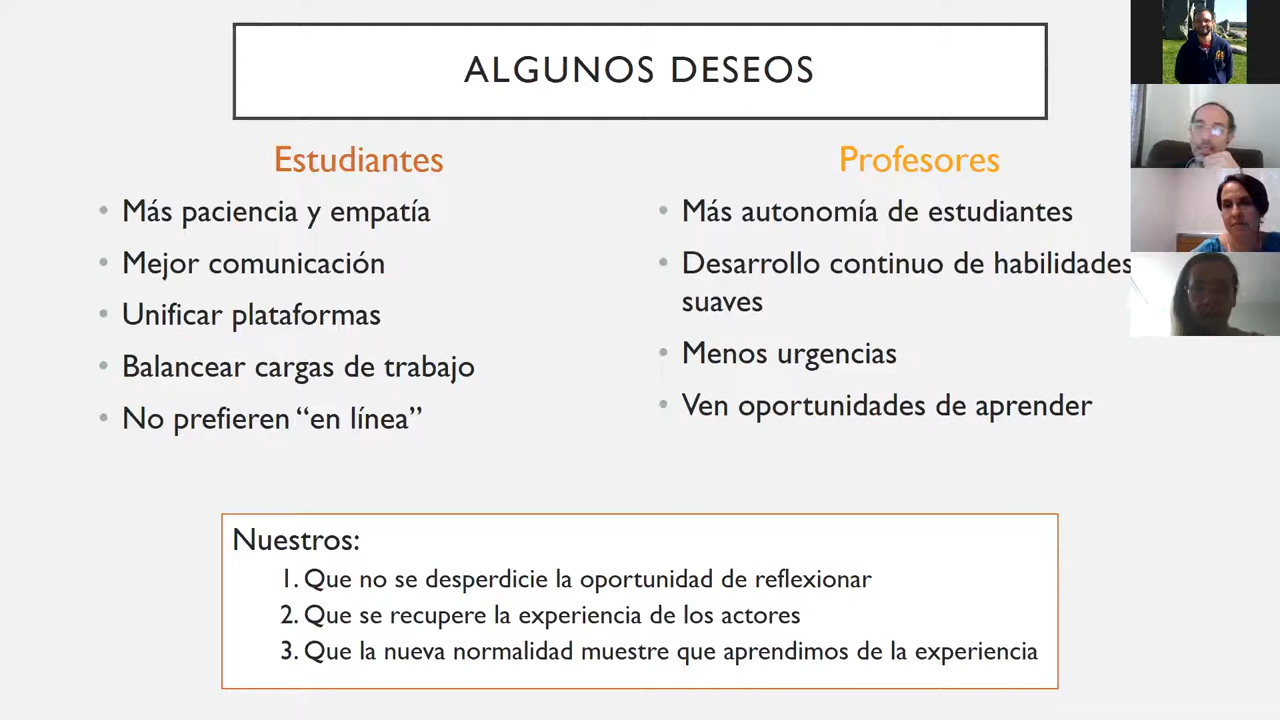 ALGUNOS DESEOS
Estudiantes
• Más paciencia y empatía
• Mejor comunicación
• Unificar plataformas
• Balancear cargas de trabajo
• No prefieren “en línea”
Profesores
• Más autonomía de estudiantes
• Desarrollo continuo de habilidades
suaves
• Menos urgencias
• Ven oportunidades de aprender
Nuestros:
1. Que no se desperdicie la oportunidad de reflexionar
2. Que se recupere la experiencia de los actores
3. Que la nueva normalidad muestre que aprendimos de la experiencia